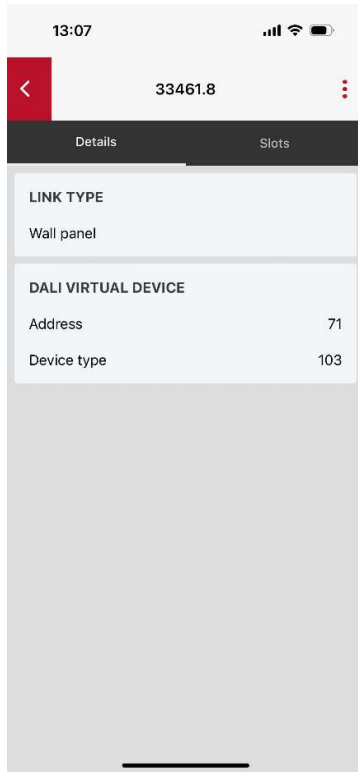 13:07
33461.8
Details Slots
LINK TYPE
Wall panel
DALI VIRTUAL DEVICE
Address 71
Device type 103